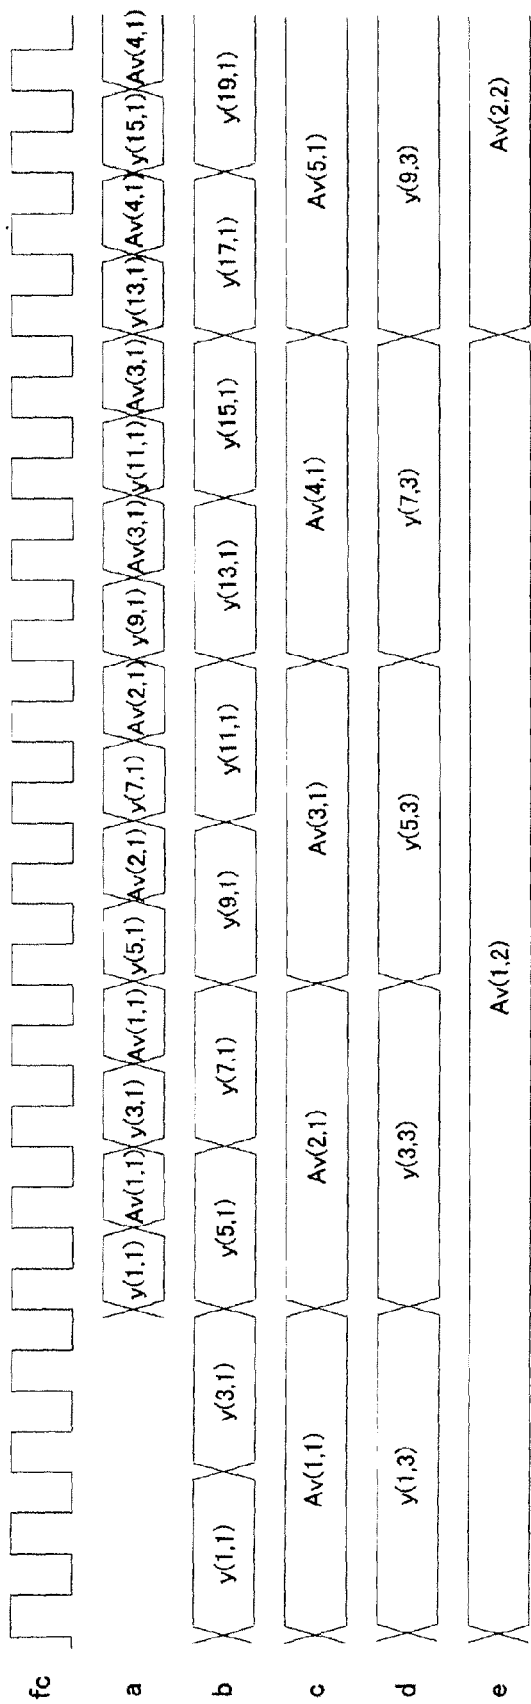 fc
a y(1,1) Av(1,1) y(3,1) Av(1,1) y(5,1) Av(2,1) y(7,1) Av(2,1) y(9,1) Av(3,1) y(11,1) Av(3,1) y(13,1) Av(4,1) y(15,1) Av(4,1)
b y(1,1) y(3,1) y(5,1) y(7,1) y(9,1) y(11,1) y(13,1) y(15,1) y(17,1) y(19,1)
c Av(1,1) Av(2,1) Av(3,1) Av(4,1) Av(5,1)
d y(1,3) y(3,3) y(5,3) y(7,3) y(9,3)
e Av(1,2) Av(2,2)